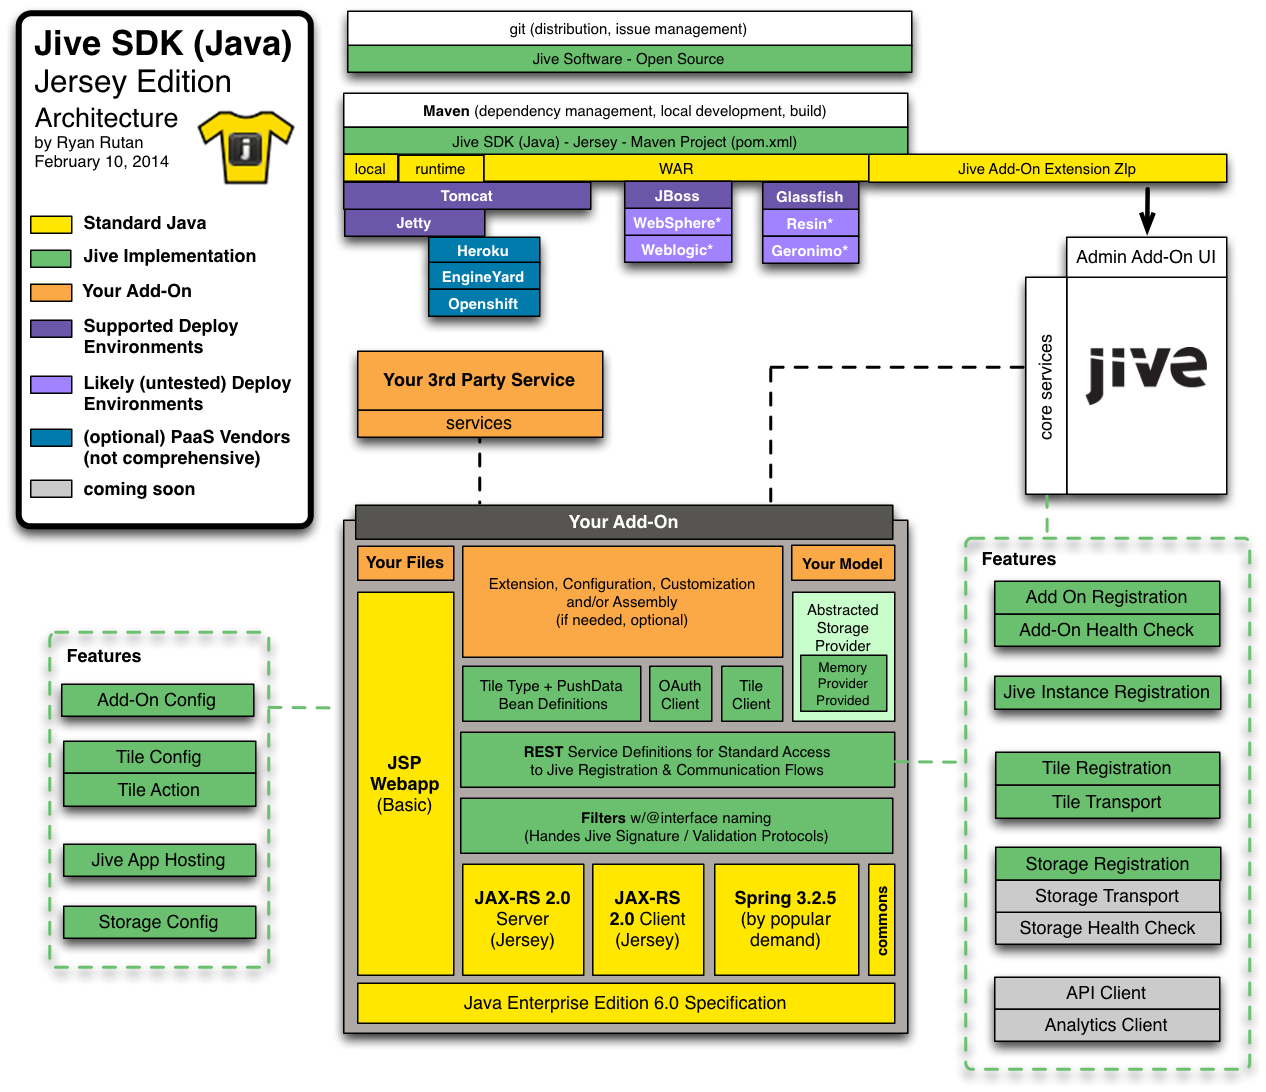 Jive SDK (Java)
Jersey Edition
Architecture
by Ryan Rutan
February 10, 2014
j
Standard Java
Jive Implementation
Your Add-On
Supported Deploy
Environments
Likely (untested) Deploy
Environments
(optional) PaaS Vendors
(not comprehensive)
coming soon
git (distribution, issue management)
Jive Software - Open Source
Maven (dependency management, local development, build)
Jive SDK (Java) - Jersey - Maven Project (pom.xml)
local
runtime
WAR
Jive Add-On Extension ZIp
Tomcat
Jetty
Heroku
EngineYard
Openshift
JBoss
WebSphere*
Weblogic*
Glassfish
Resin*
Geronimo*
Admin Add-On UI
core services
jive
Your 3rd Party Service
services
Your Add-On
Your Files
Extension, Configuration, Customization
and/or Assembly
(if needed, optional)
Your Model
Abstracted
Storage
Provider
Memory
Provider
Provided
Tile Type + PushData
Bean Definitions
OAuth
Client
Tile
Client
JSP
Webapp
(Basic)
REST Service Definitions for Standard Access
to Jive Registration & Communication Flows
Filters w/@interface naming
(Handes Jive Signature / Validation Protocols)
JAX-RS 2.0
Server
(Jersey)
JAX-RS
2.0 Client
(Jersey)
Spring 3.2.5
(by popular
demand)
commons
Java Enterprise Edition 6.0 Specification
Features
Add-On Config
Tile Config
Tile Action
Jive App Hosting
Storage Config
Features
Add On Registration
Add-On Health Check
Jive Instance Registration
Tile Registration
Tile Transport
Storage Registration
Storage Transport
Storage Health Check
API Client
Analytics Client